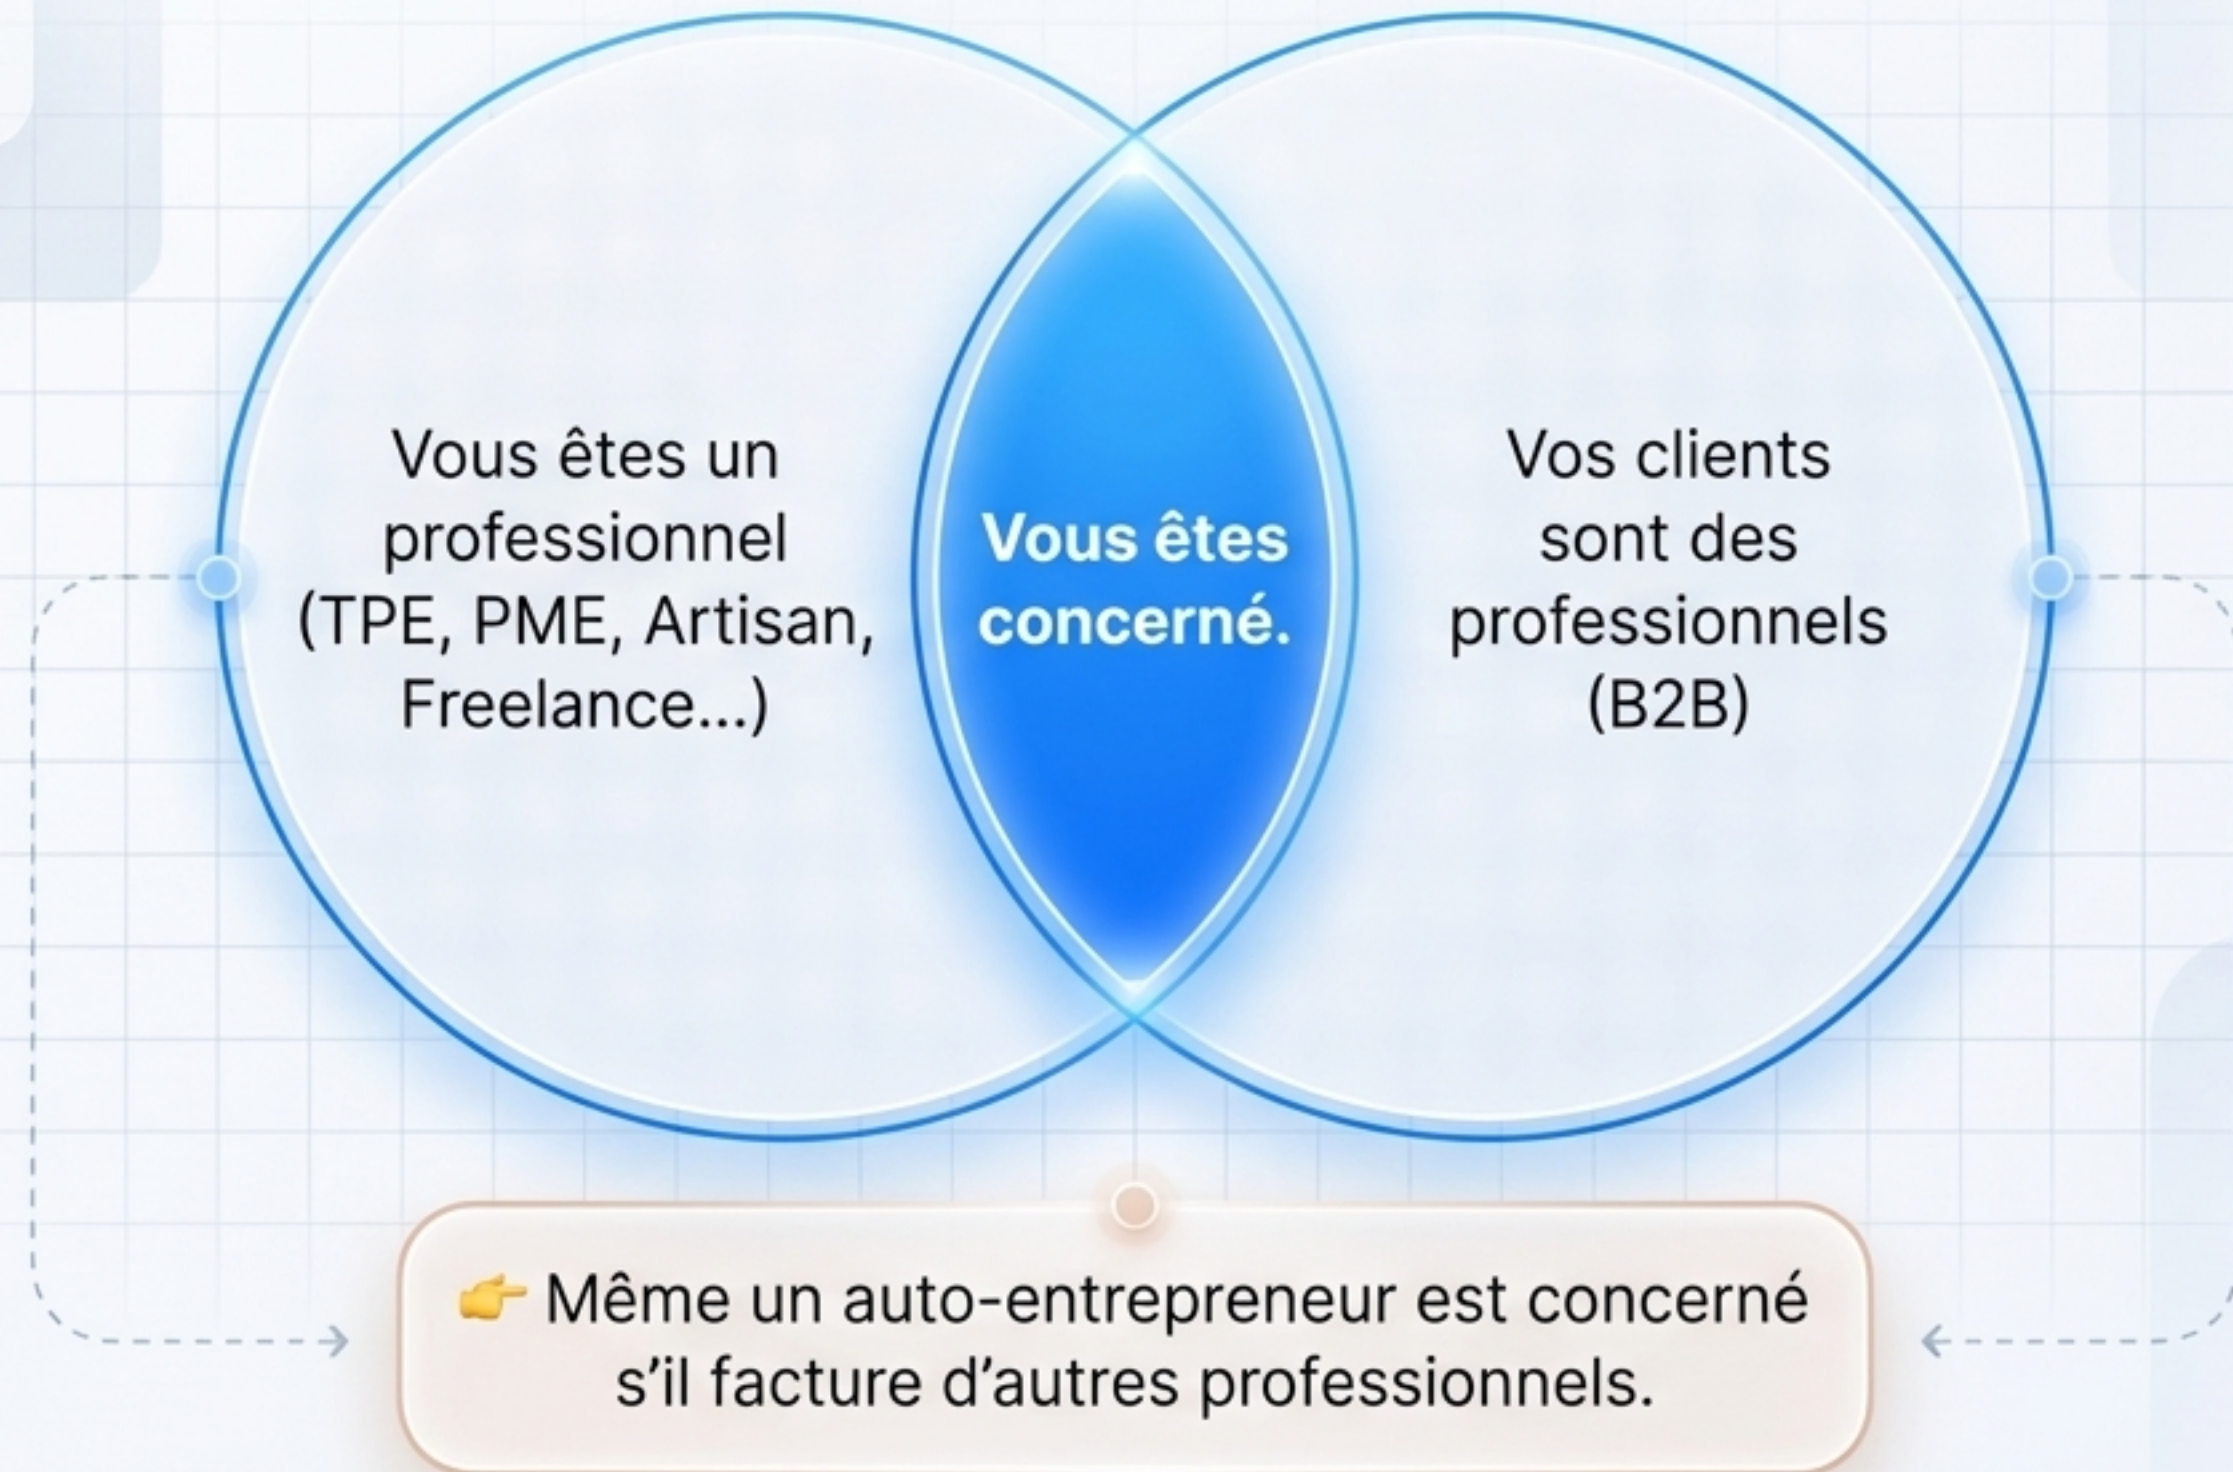 Vous êtes un
professionnel
(TPE, PME, Artisan,
Freelance...)
Vous êtes
concerné.
Vos clients
sont des
professionnels
(B2B)
👉 Même un auto-entrepreneur est concerné
s’il facture d’autres professionnels.